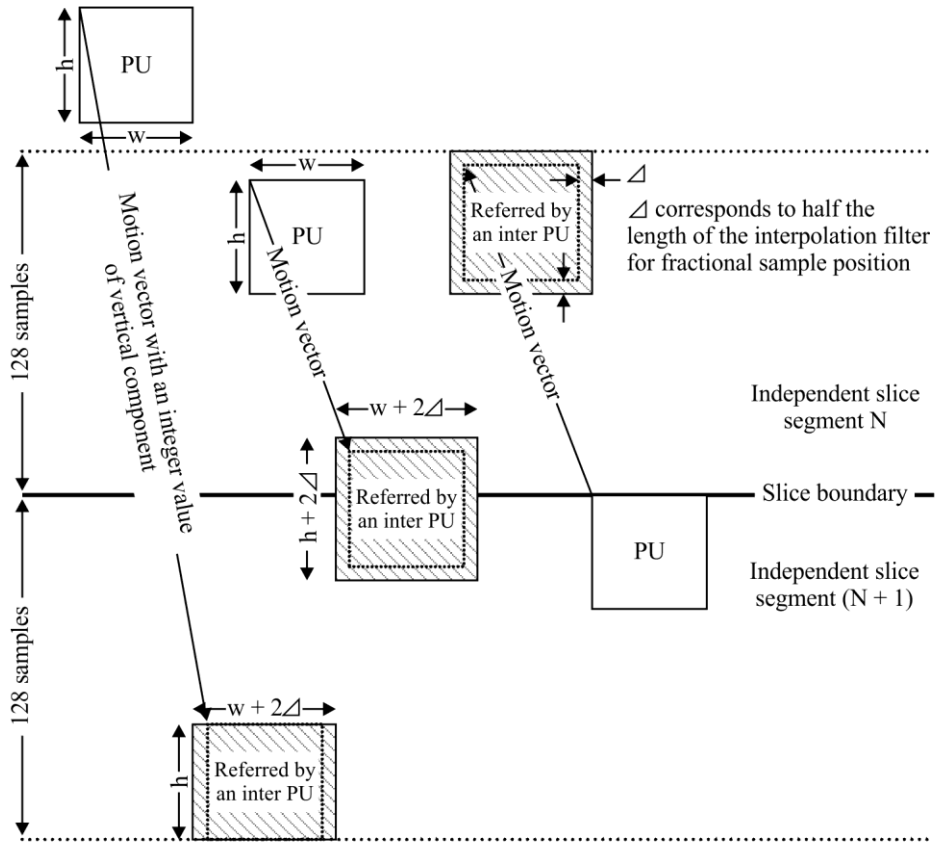 PU
h
w
128 samples
Motion vector with an integer value
of vertical component
w
h
PU
Motion vector
Referred by
an inter PU
⊿
⊿ corresponds to half the
length of the interpolation filter
for fractional sample position
Motion vector
w + 2⊿
h + 2⊿
Referred by
an inter PU
Independent slice
segment N
Slice boundary
PU
Independent slice
segment (N + 1)
128 samples
w + 2⊿
h
Referred by
an inter PU